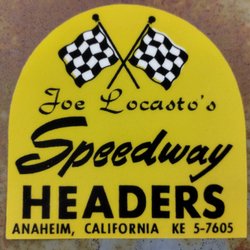 Joe Locasto's
Speedway
HEADERS
ANAHEIM, CALIFORNIA KE 5-7605